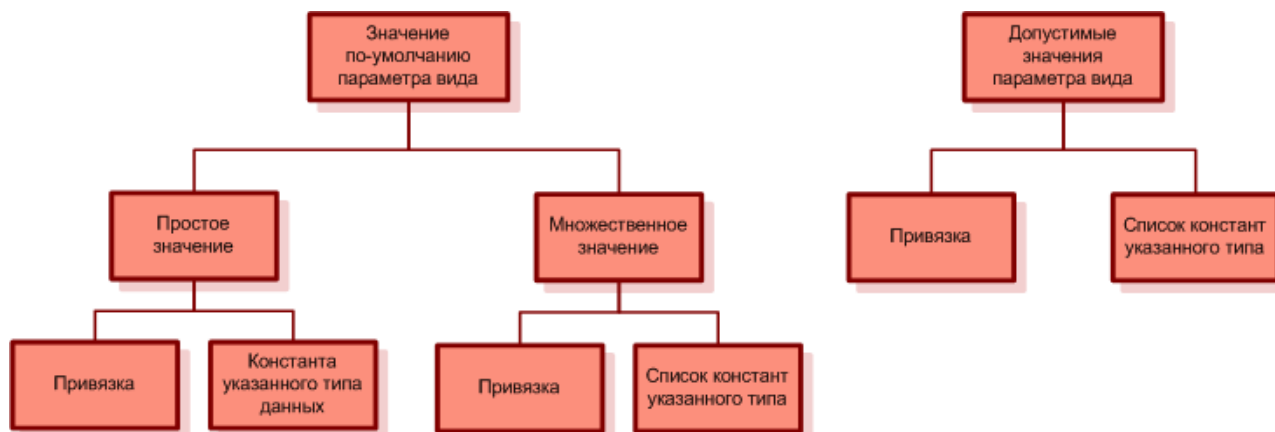 Значение
по-умолчанию
параметра вида
Допустимые
значения
параметра вида
Простое
значение
Множественное
значение
Привязка
Список констант
указанного типа
Привязка
Константа
указанного типа
данных
Привязка
Список констант
указанного типа